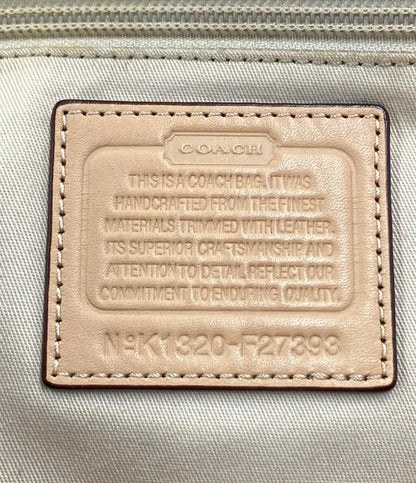 COACH
THIS IS A COACH BAG. IT WAS
HANDCRAFTED FROM THE FINEST
MATERIALS TRIMMED WITH LEATHER.
ITS SUPERIOR CRAFTSMANSHIP AND
ATTENTION TO DETAIL REFLECT OUR
COMMITMENT TO ENDURING QUALITY.
NoK1320-F27393